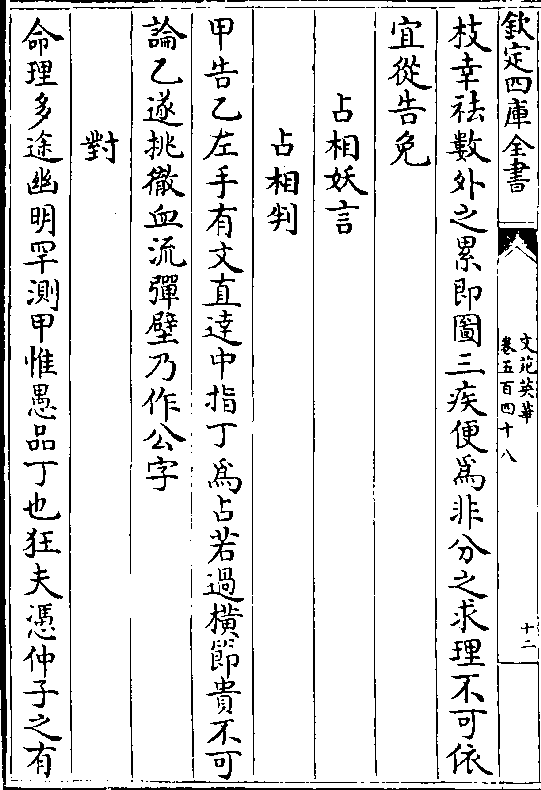 欽定四庫全書
文苑英華
卷五百四十八
十二
枝幸祛數外之累即圖三疾便爲非分之求理不可依
宜從告免
占相妖言
占相判
甲告乙左手有文直達中指丁爲占若過橫節貴不可
論乙遂挑徹血流彈壁乃作公字
對
命理多途幽明罕測甲惟愚品丁也狂夫憑仲子之有